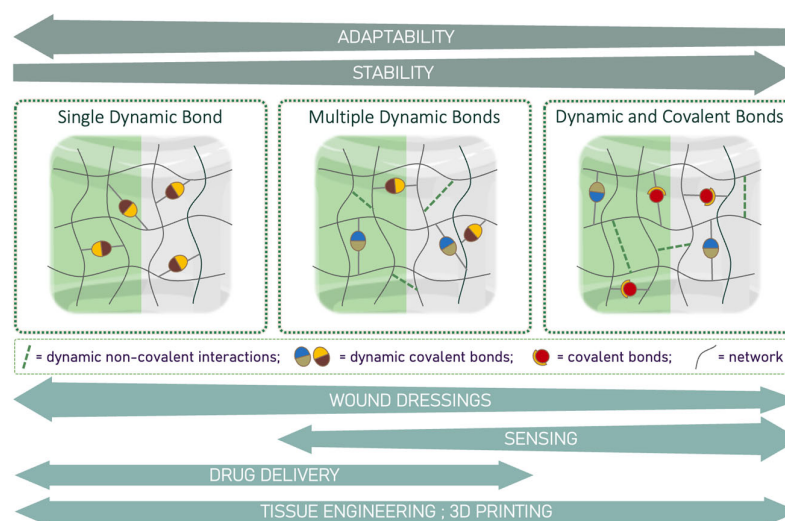 ADAPTABILITY
STABILITY
Single Dynamic Bond
Multiple Dynamic Bonds
Dynamic and Covalent Bonds
= dynamic non-covalent interactions; = dynamic covalent bonds; = covalent bonds; = network
WOUND DRESSINGS
SENSING
DRUG DELIVERY
TISSUE ENGINEERING ; 3D PRINTING